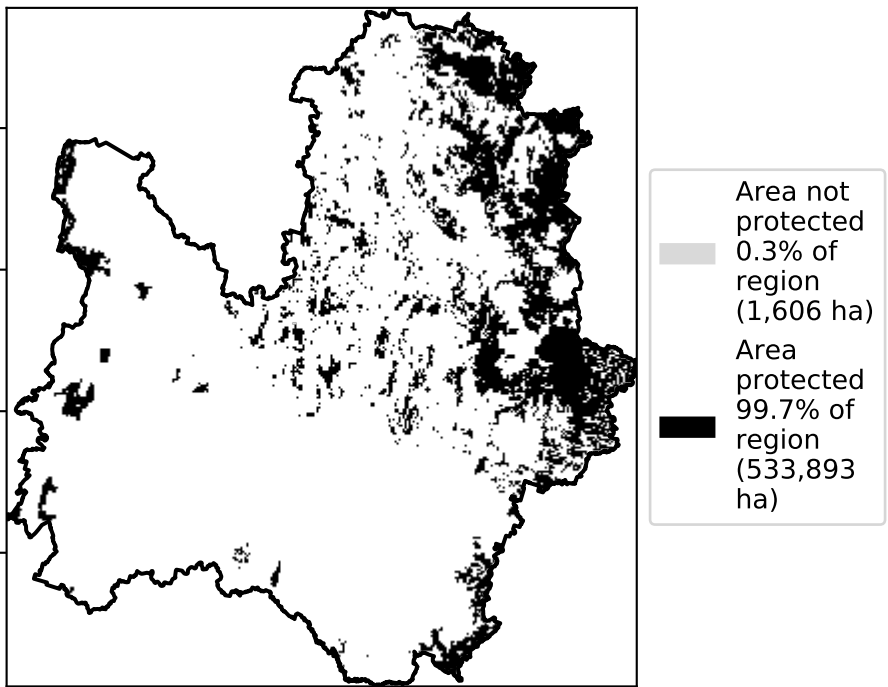 Area not
protected
0.3% of
region
(1,606 ha)
Area
protected
99.7% of
region
(533,893
ha)